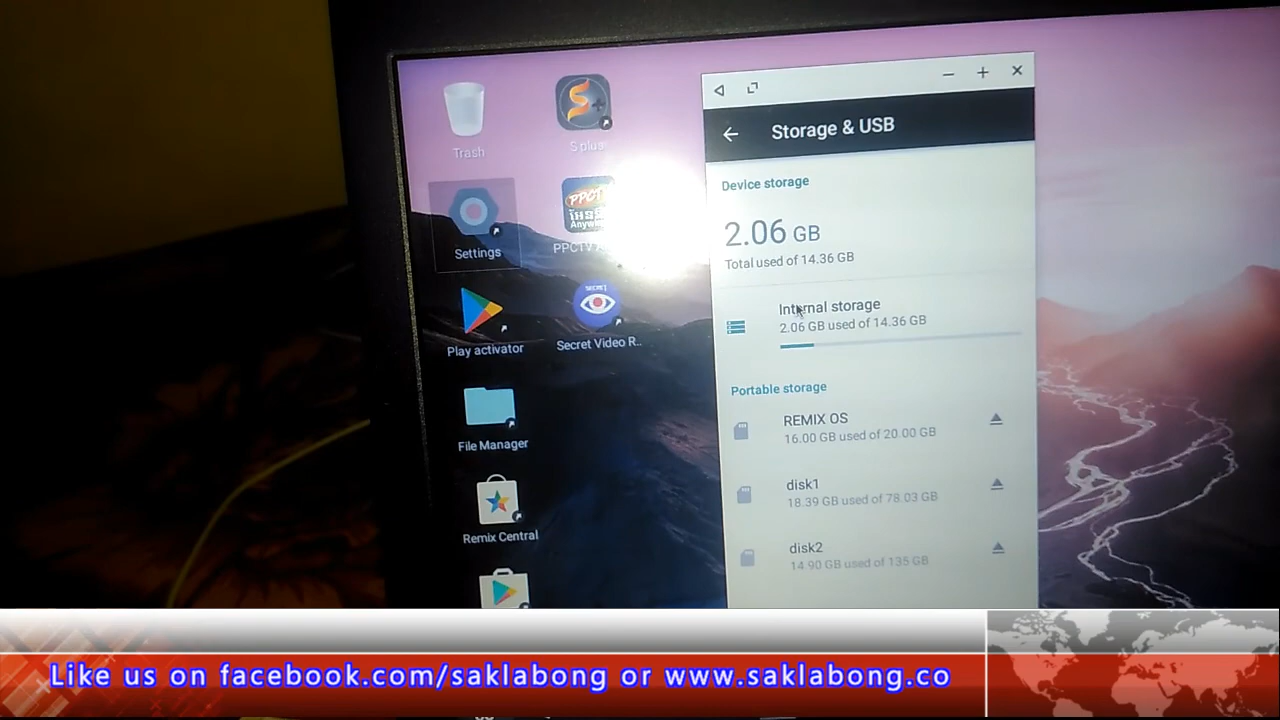 Trash
S plus
Settings
PPCTV
Play activator
SECRET
Secret Video R..
File Manager
Remix Central
Storage & USB
Device storage
2.06 GB
Total used of 14.36 GB
Internal storage
2.06 GB used of 14.36 GB
Portable storage
REMIX OS
16.00 GB used of 20.00 GB
disk1
18.39 GB used of 78.03 GB
disk2
14.90 GB used of 135 GB
Like us on facebook.com/saklabong or www.saklabong.co